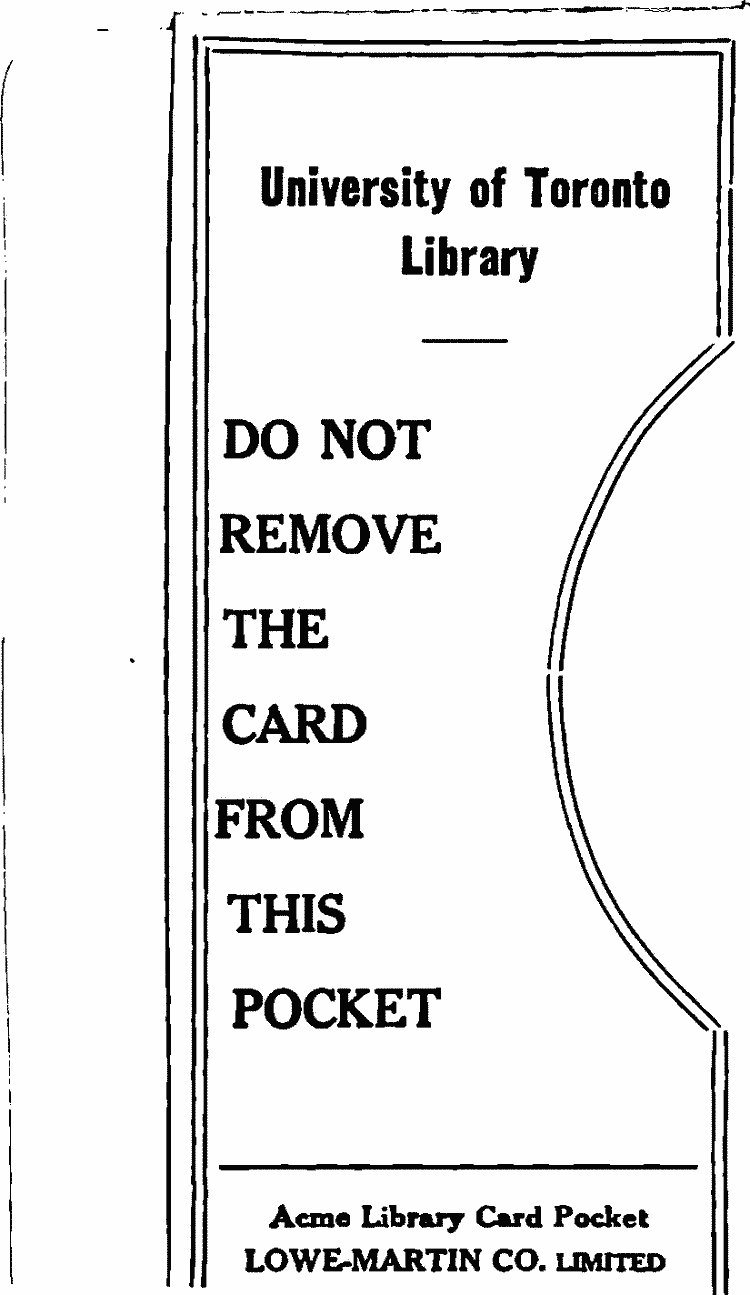 University of Toronto
Library
DO NOT
REMOVE
THE
CARD
FROM
THIS
POCKET
Acme Library Card Pocket
LOWE-MARTIN CO. LIMITED